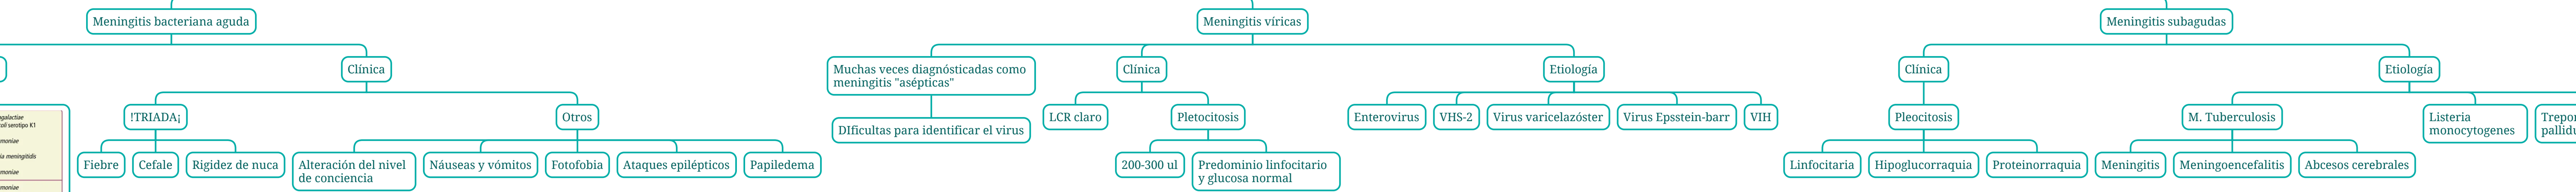 Meningitis bacteriana aguda
Meningitis víricas
Meningitis subagudas
Clínica
Muchas veces diagnósticadas como
meningitis "asépticas"
Clínica
Etiología
Clínica
Etiología
!TRIADA¡
Otros
DIficultas para identificar el virus
LCR claro
Pletocitosis
Enterovirus
VHS-2
Virus varicelazóster
Virus Epsstein-barr
VIH
Pleocitosis
M. Tuberculosis
Listeria
monocytogenes
Fiebre
Cefale
Rigidez de nuca
Alteración del nivel
de conciencia
Náuseas y vómitos
Fotofobia
Ataques epilépticos
Papiledema
200-300 ul
Predominio linfocitario
y glucosa normal
Linfocitaria
Hipoglucorraquia
Proteinorraquia
Meningitis
Meningoencefalitis
Abcesos cerebrales
serotipo K1
meningitidis